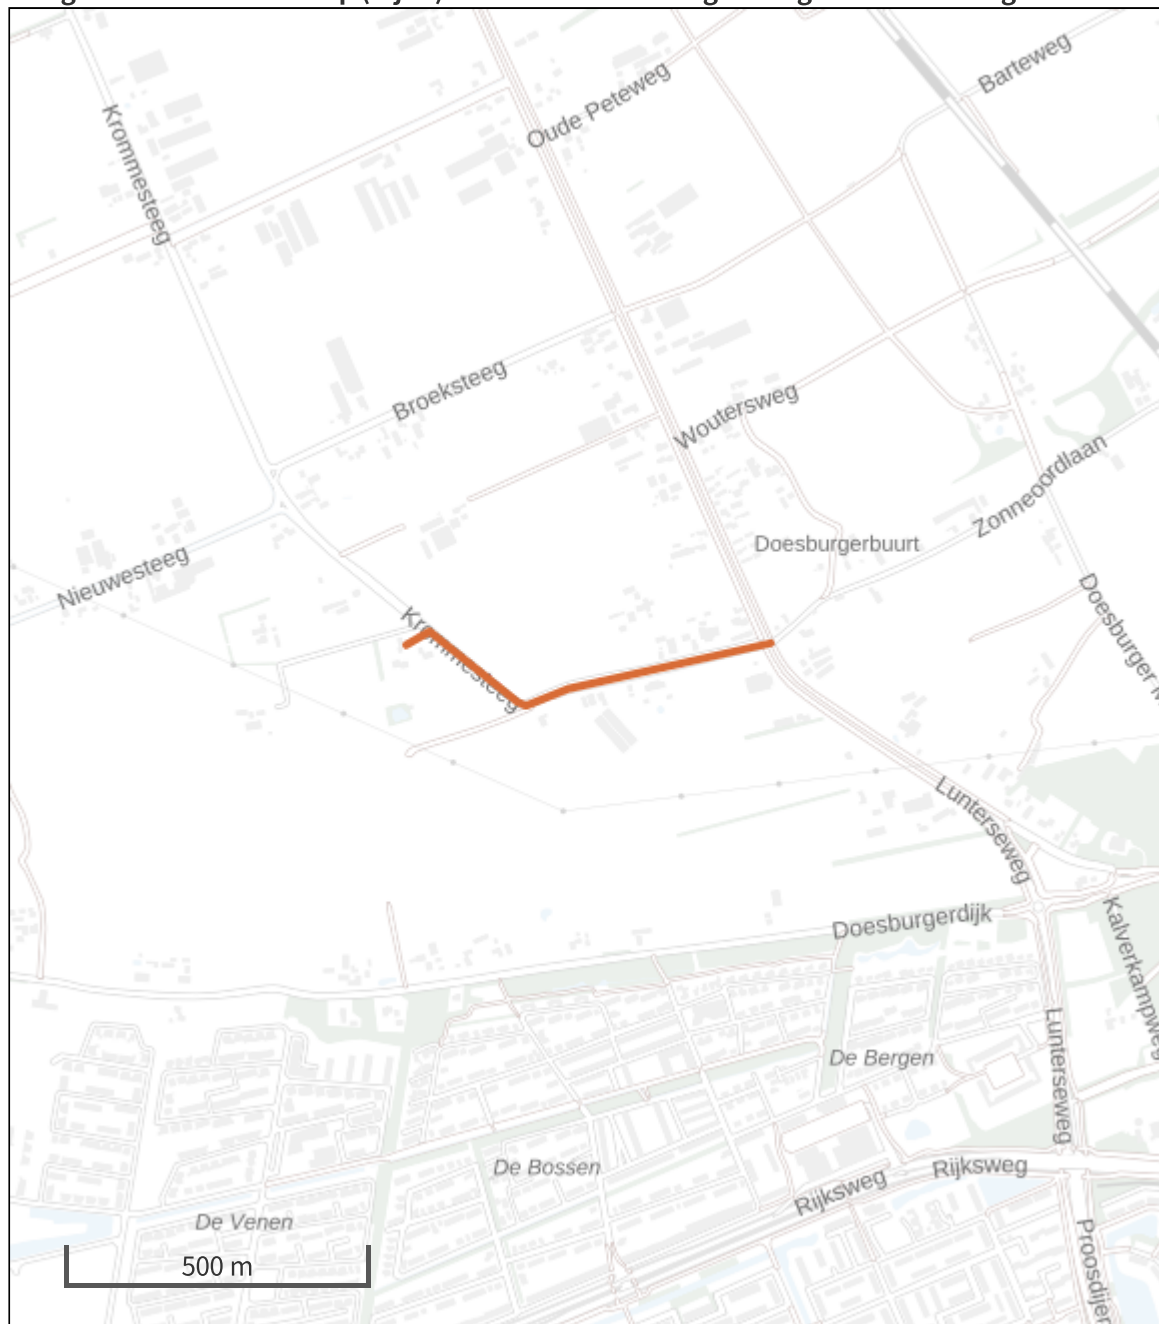 Barteweg
Oude Peteweg
Krommesteeg
Broeksteeg
Woutersweg
Zonneoordlaan
Doesburgerbuurt
Nieuwesteeg
Doesburger
Krommesteeg
Lunterseweg
Doesburgerdijk
Kalverkampweg
Lunterseweg
De Bergen
De Bossen
Rijksweg
Rijksweg
De Venen
500 m